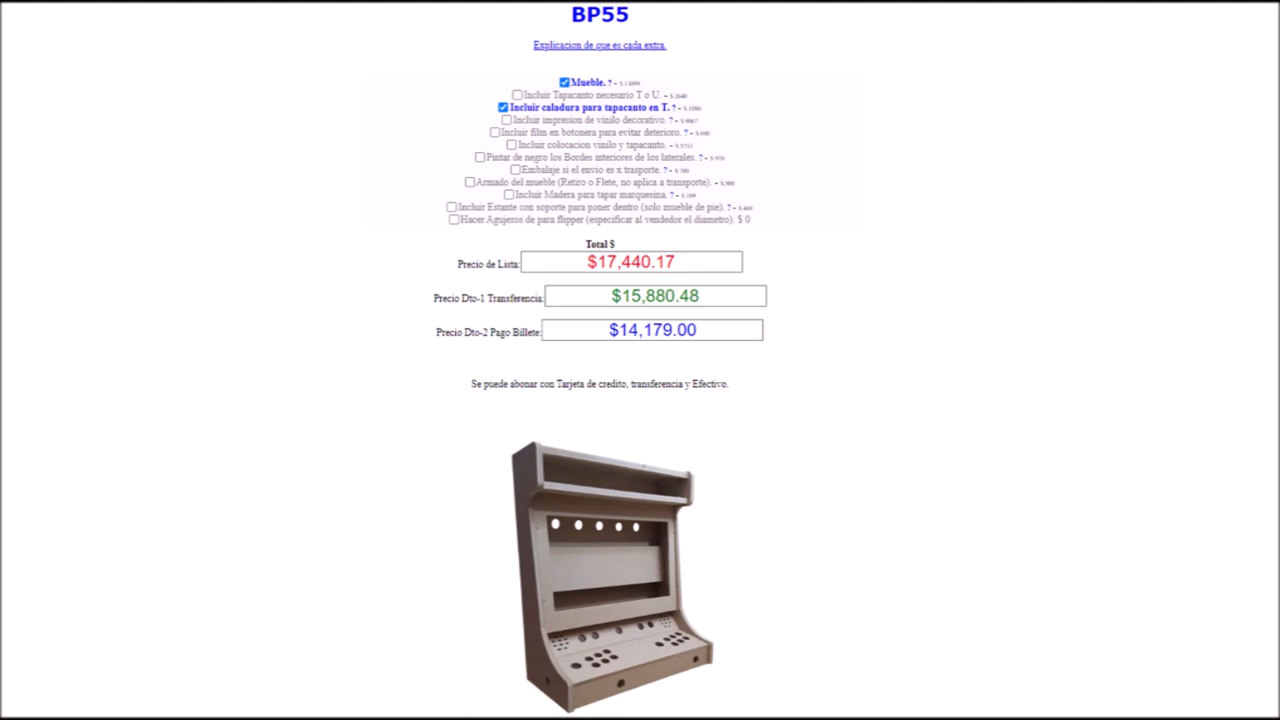 BP55
Explicacion de que es cada extra.
Mueble. ? - $ 13099
Incluir Tapacanto necesario T o U. - $ 2640
Incluir caladura para tapacanto en T. ? - $ 1080
Incluir impresion de vinilo decorativo. ? -
Incluir film en botonera para evitar deterioro. ? -
Incluir colocacion vinilo y tapacanto. -
Pintar de negro los Bordes interiores de los laterales. ? -
Embalaje si el envio es x trasporte. ? - $ 700
Armado del mueble (Retiro o Flete, no aplica a transporte). -
Incluir Madera para tapar marquesina. ? -
Incluir Estante con soporte para poner dentro (solo mueble de pie). ? -
Hacer Agujeros de para flipper (especificar al vendedor el diametro). $ 0
Total $
Precio de Lista: $17,440.17
Precio Dto-1 Transferencia: $15,880.48
Precio Dto-2 Pago Billete: $14,179.00
Se puede abonar con Tarjeta de credito, transferencia y Efectivo.